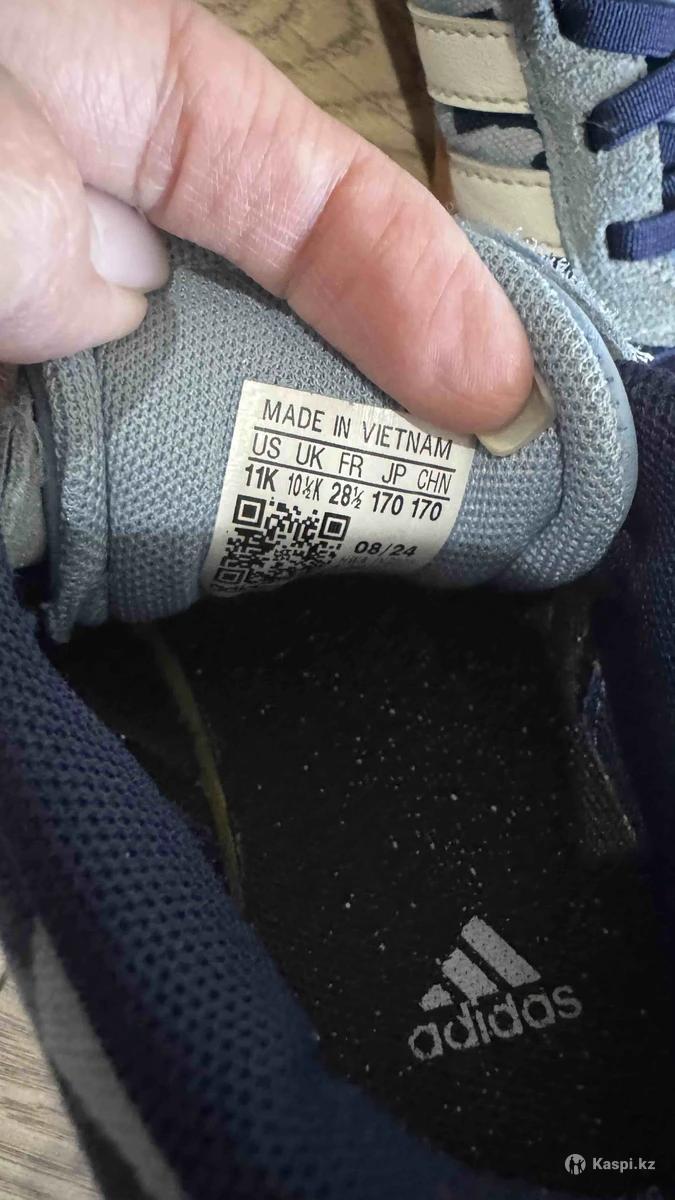 MADE IN VIETNAM
US UK FR JP CHN
11K 10½K 28½ 170 170
08/24
adidas
Kaspi.kz